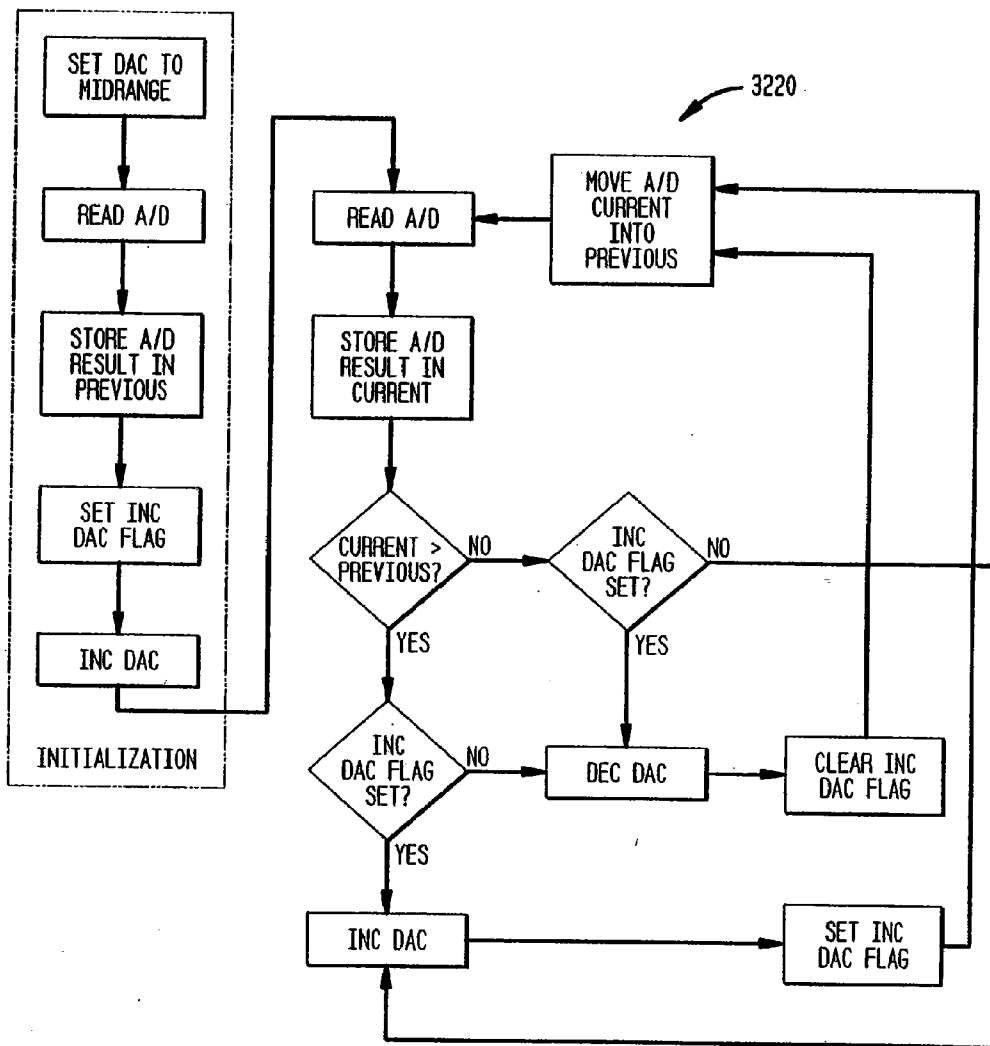 SET DAC TO
MIDRANGE
READ A/D
STORE A/D
RESULT IN
PREVIOUS
SET INC
DAC FLAG
INC DAC
INITIALIZATION
3220
READ A/D
MOVE A/D
CURRENT
INTO
PREVIOUS
STORE A/D
RESULT IN
CURRENT
CURRENT >
PREVIOUS?
NO
YES
INC
DAC FLAG
SET?
NO
YES
INC
DAC FLAG
SET?
NO
YES
DEC DAC
CLEAR INC
DAC FLAG
INC DAC
SET INC
DAC FLAG